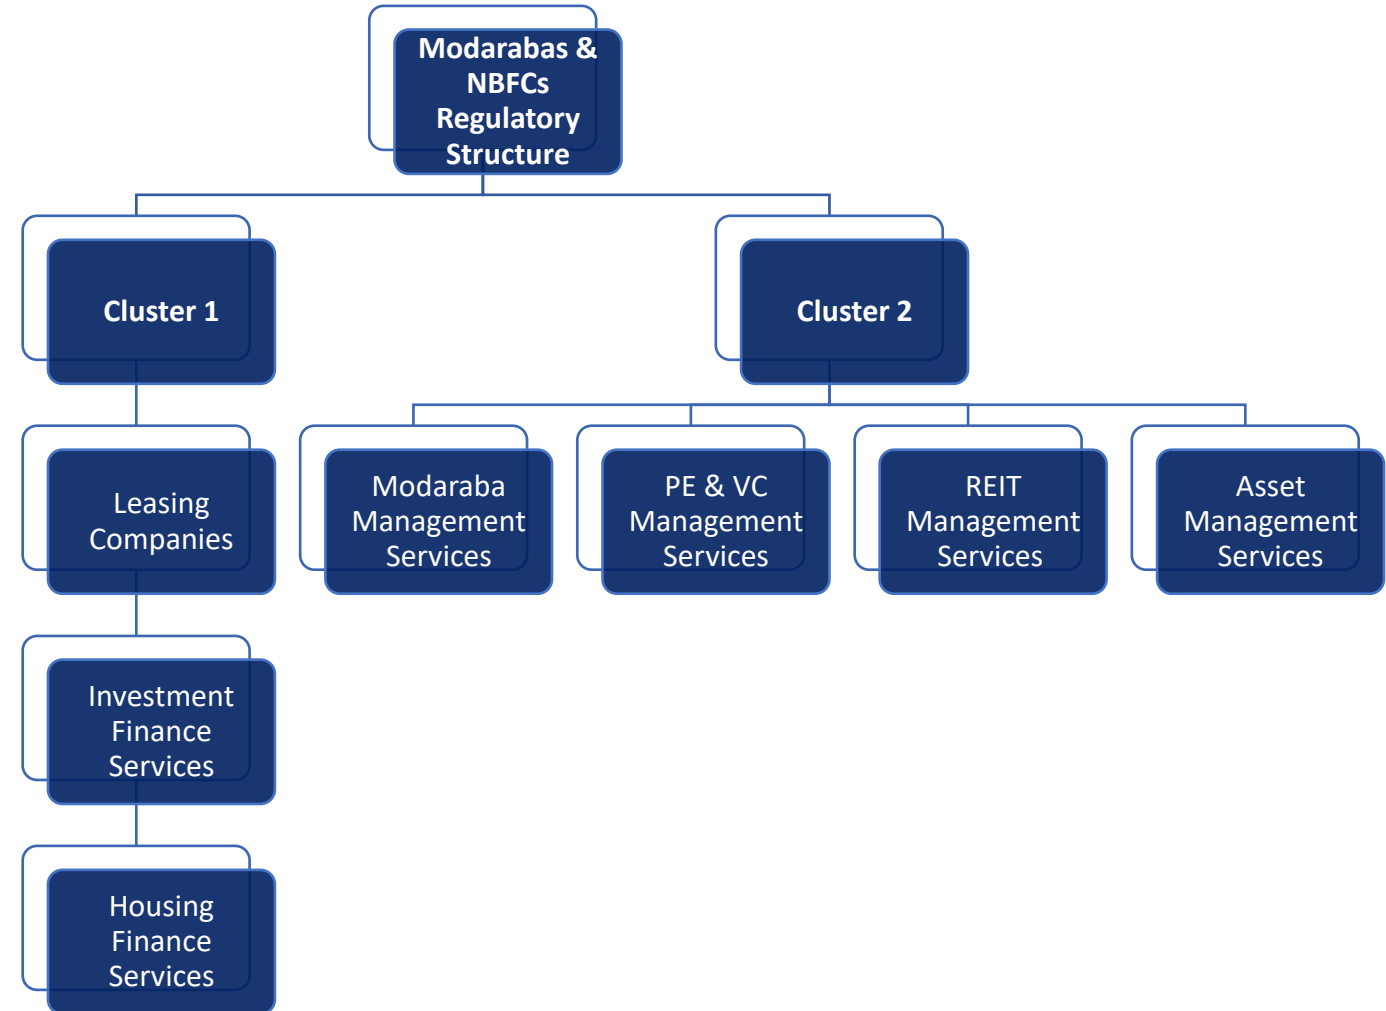 Modarabas &
NBFCs
Regulatory
Structure
Cluster 1
Cluster 2
Leasing
Companies
Modaraba
Management
Services
PE & VC
Management
Services
REIT
Management
Services
Asset
Management
Services
Investment
Finance
Services
Housing
Finance
Services